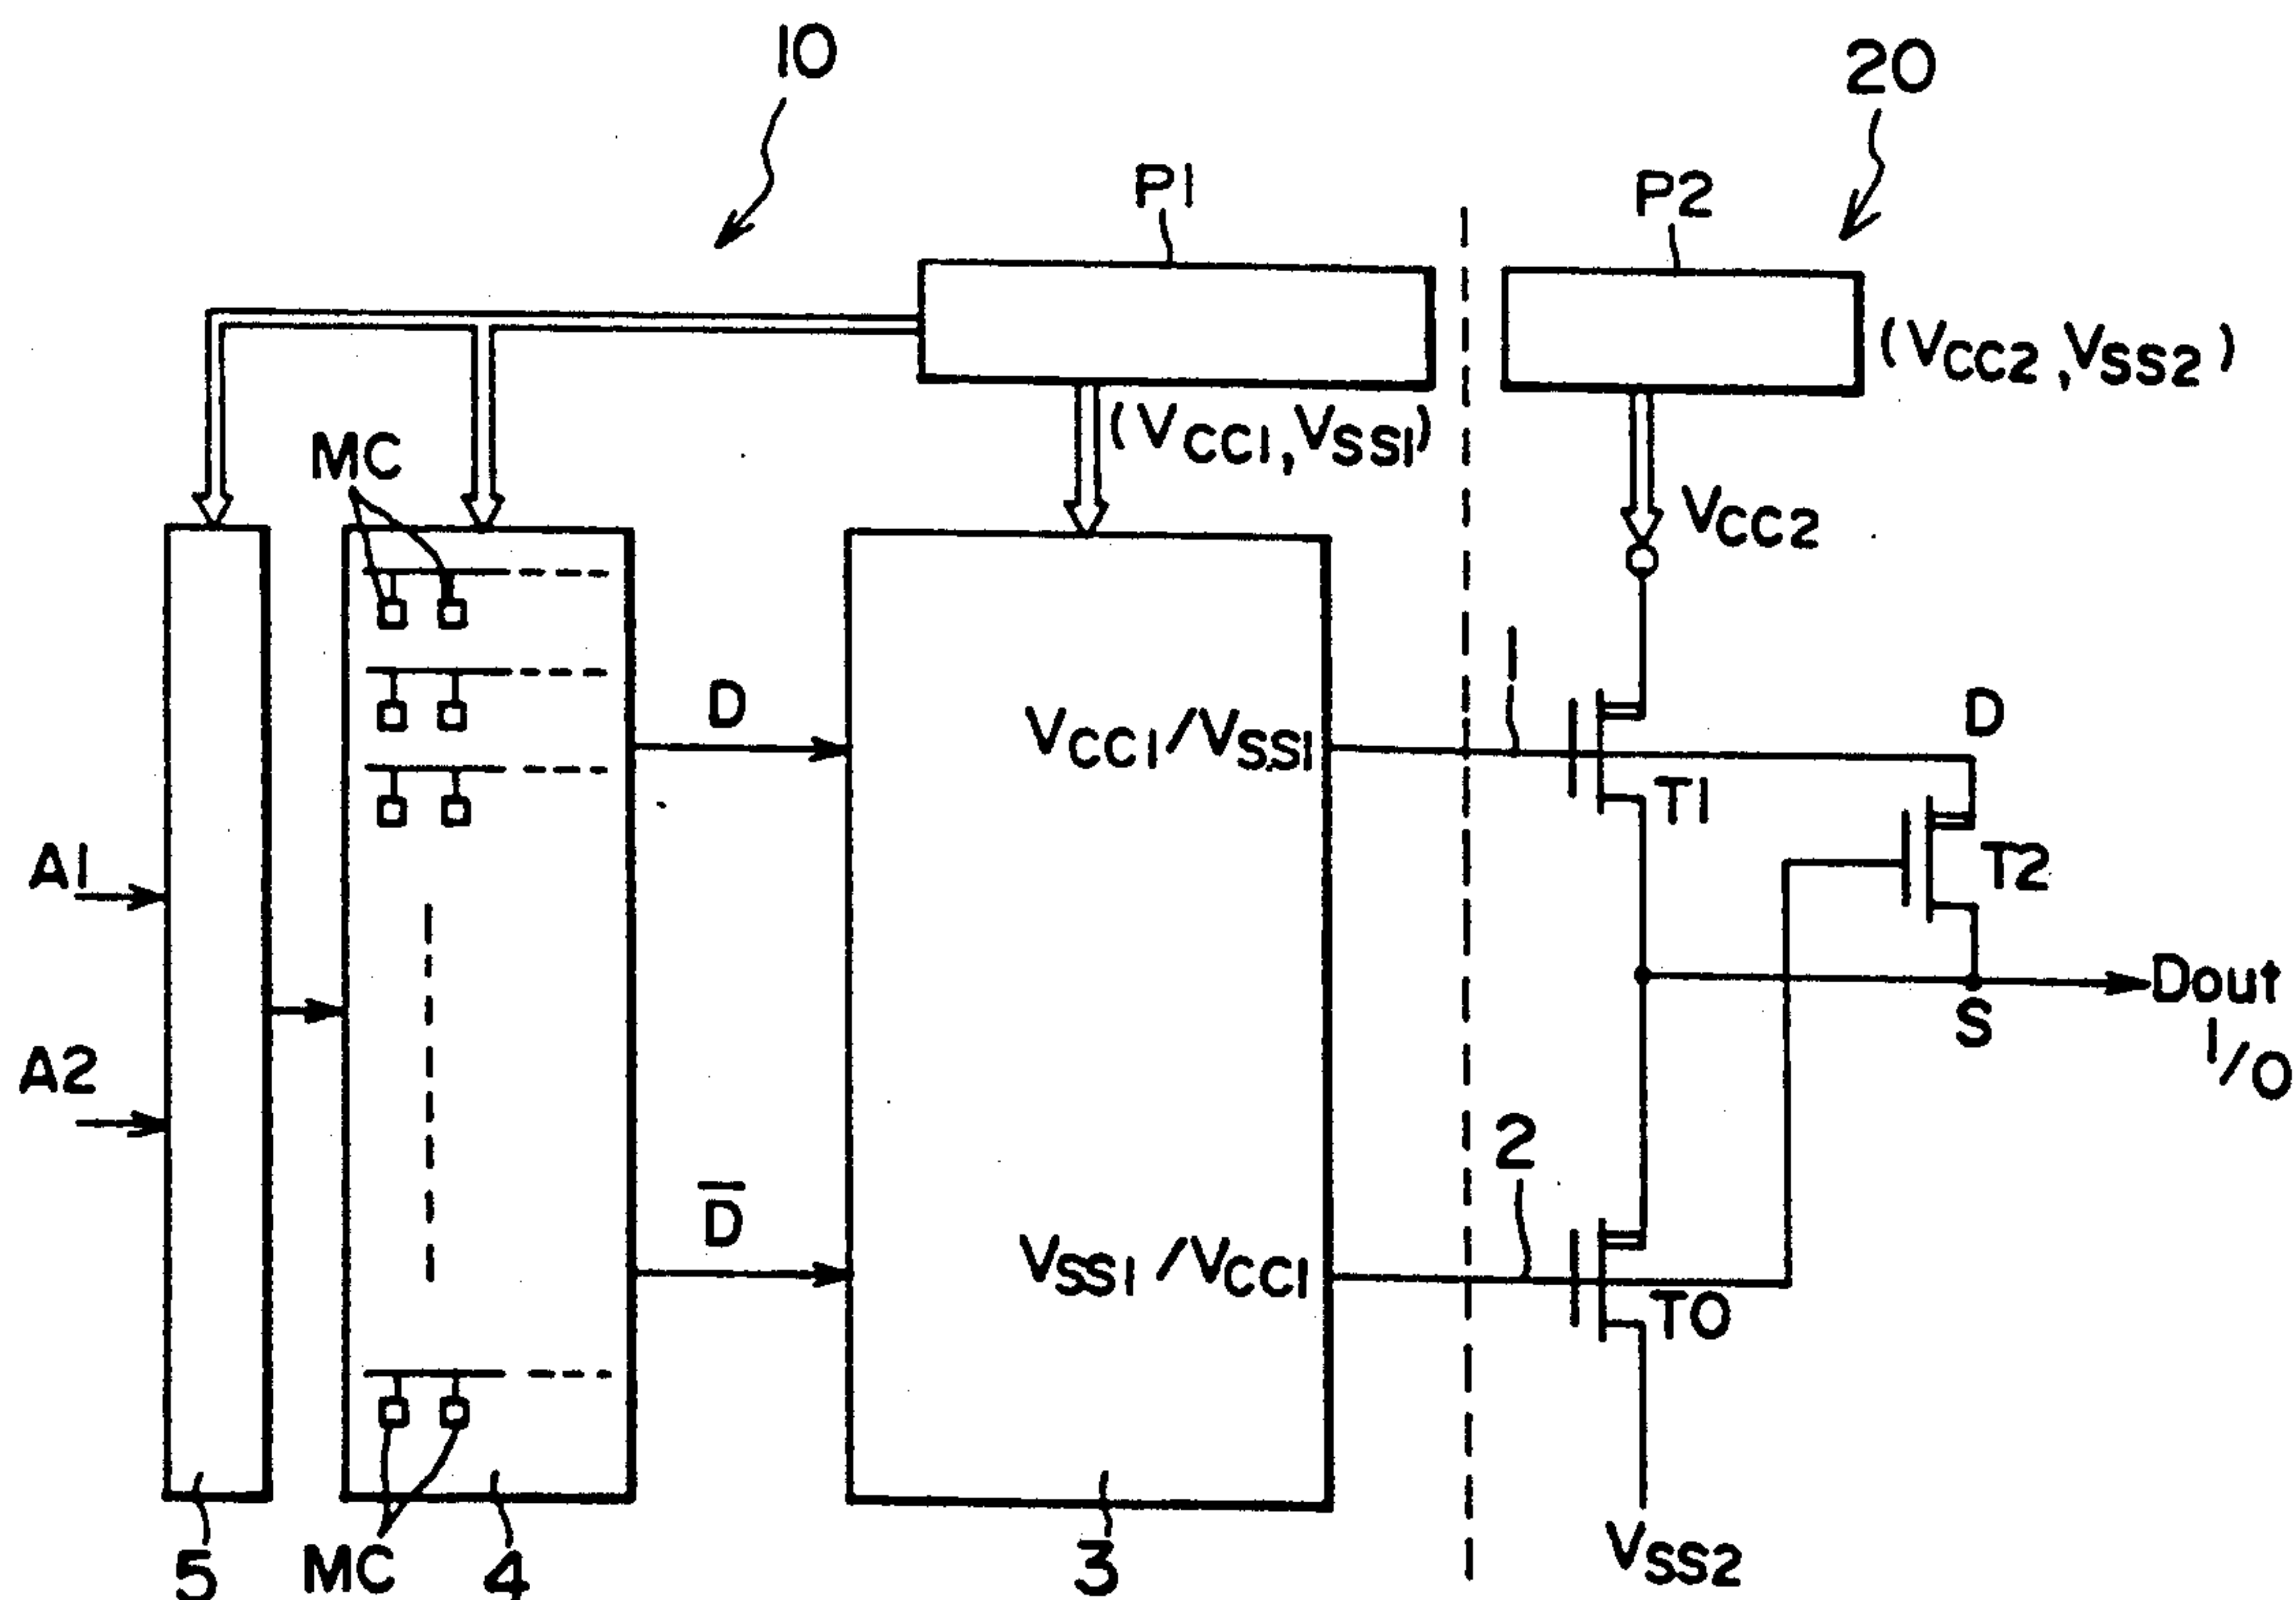 10
20
P1
P2
(VCC2,VSS2)
(VCC1,VSS1)
MC
VCC2
1
D
VCC1/VSS1
D
T1
T2
A1
Dout
S
I/O
A2
2
D̅
VSS1/VCC1
T0
VSS2
5
MC
4
3